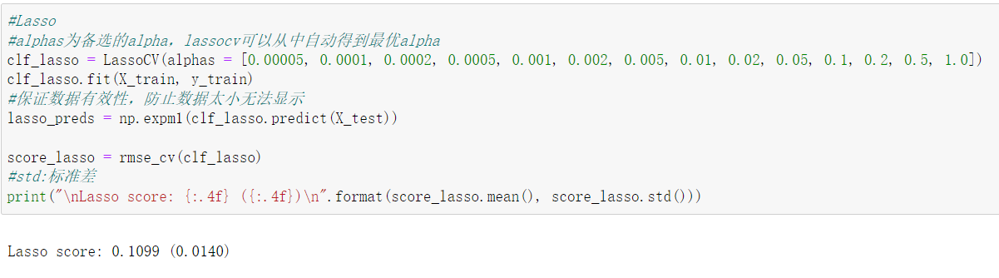 #Lasso
#alphas为备选的alpha，lassocv可以从中自动得到最优alpha
clf_lasso = LassoCV(alphas = [0.00005, 0.0001, 0.0002, 0.0005, 0.001, 0.002, 0.005, 0.01, 0.02, 0.05, 0.1, 0.2, 0.5, 1.0])
clf_lasso.fit(X_train, y_train)
#保证数据有效性，防止数据太小无法显示
lasso_preds = np.expm1(clf_lasso.predict(X_test))
score_lasso = rmse_cv(clf_lasso)
#std:标准差
print("\nLasso score: {:.4f} ({:.4f})\n".format(score_lasso.mean(), score_lasso.std()))
Lasso score: 0.1099 (0.0140)